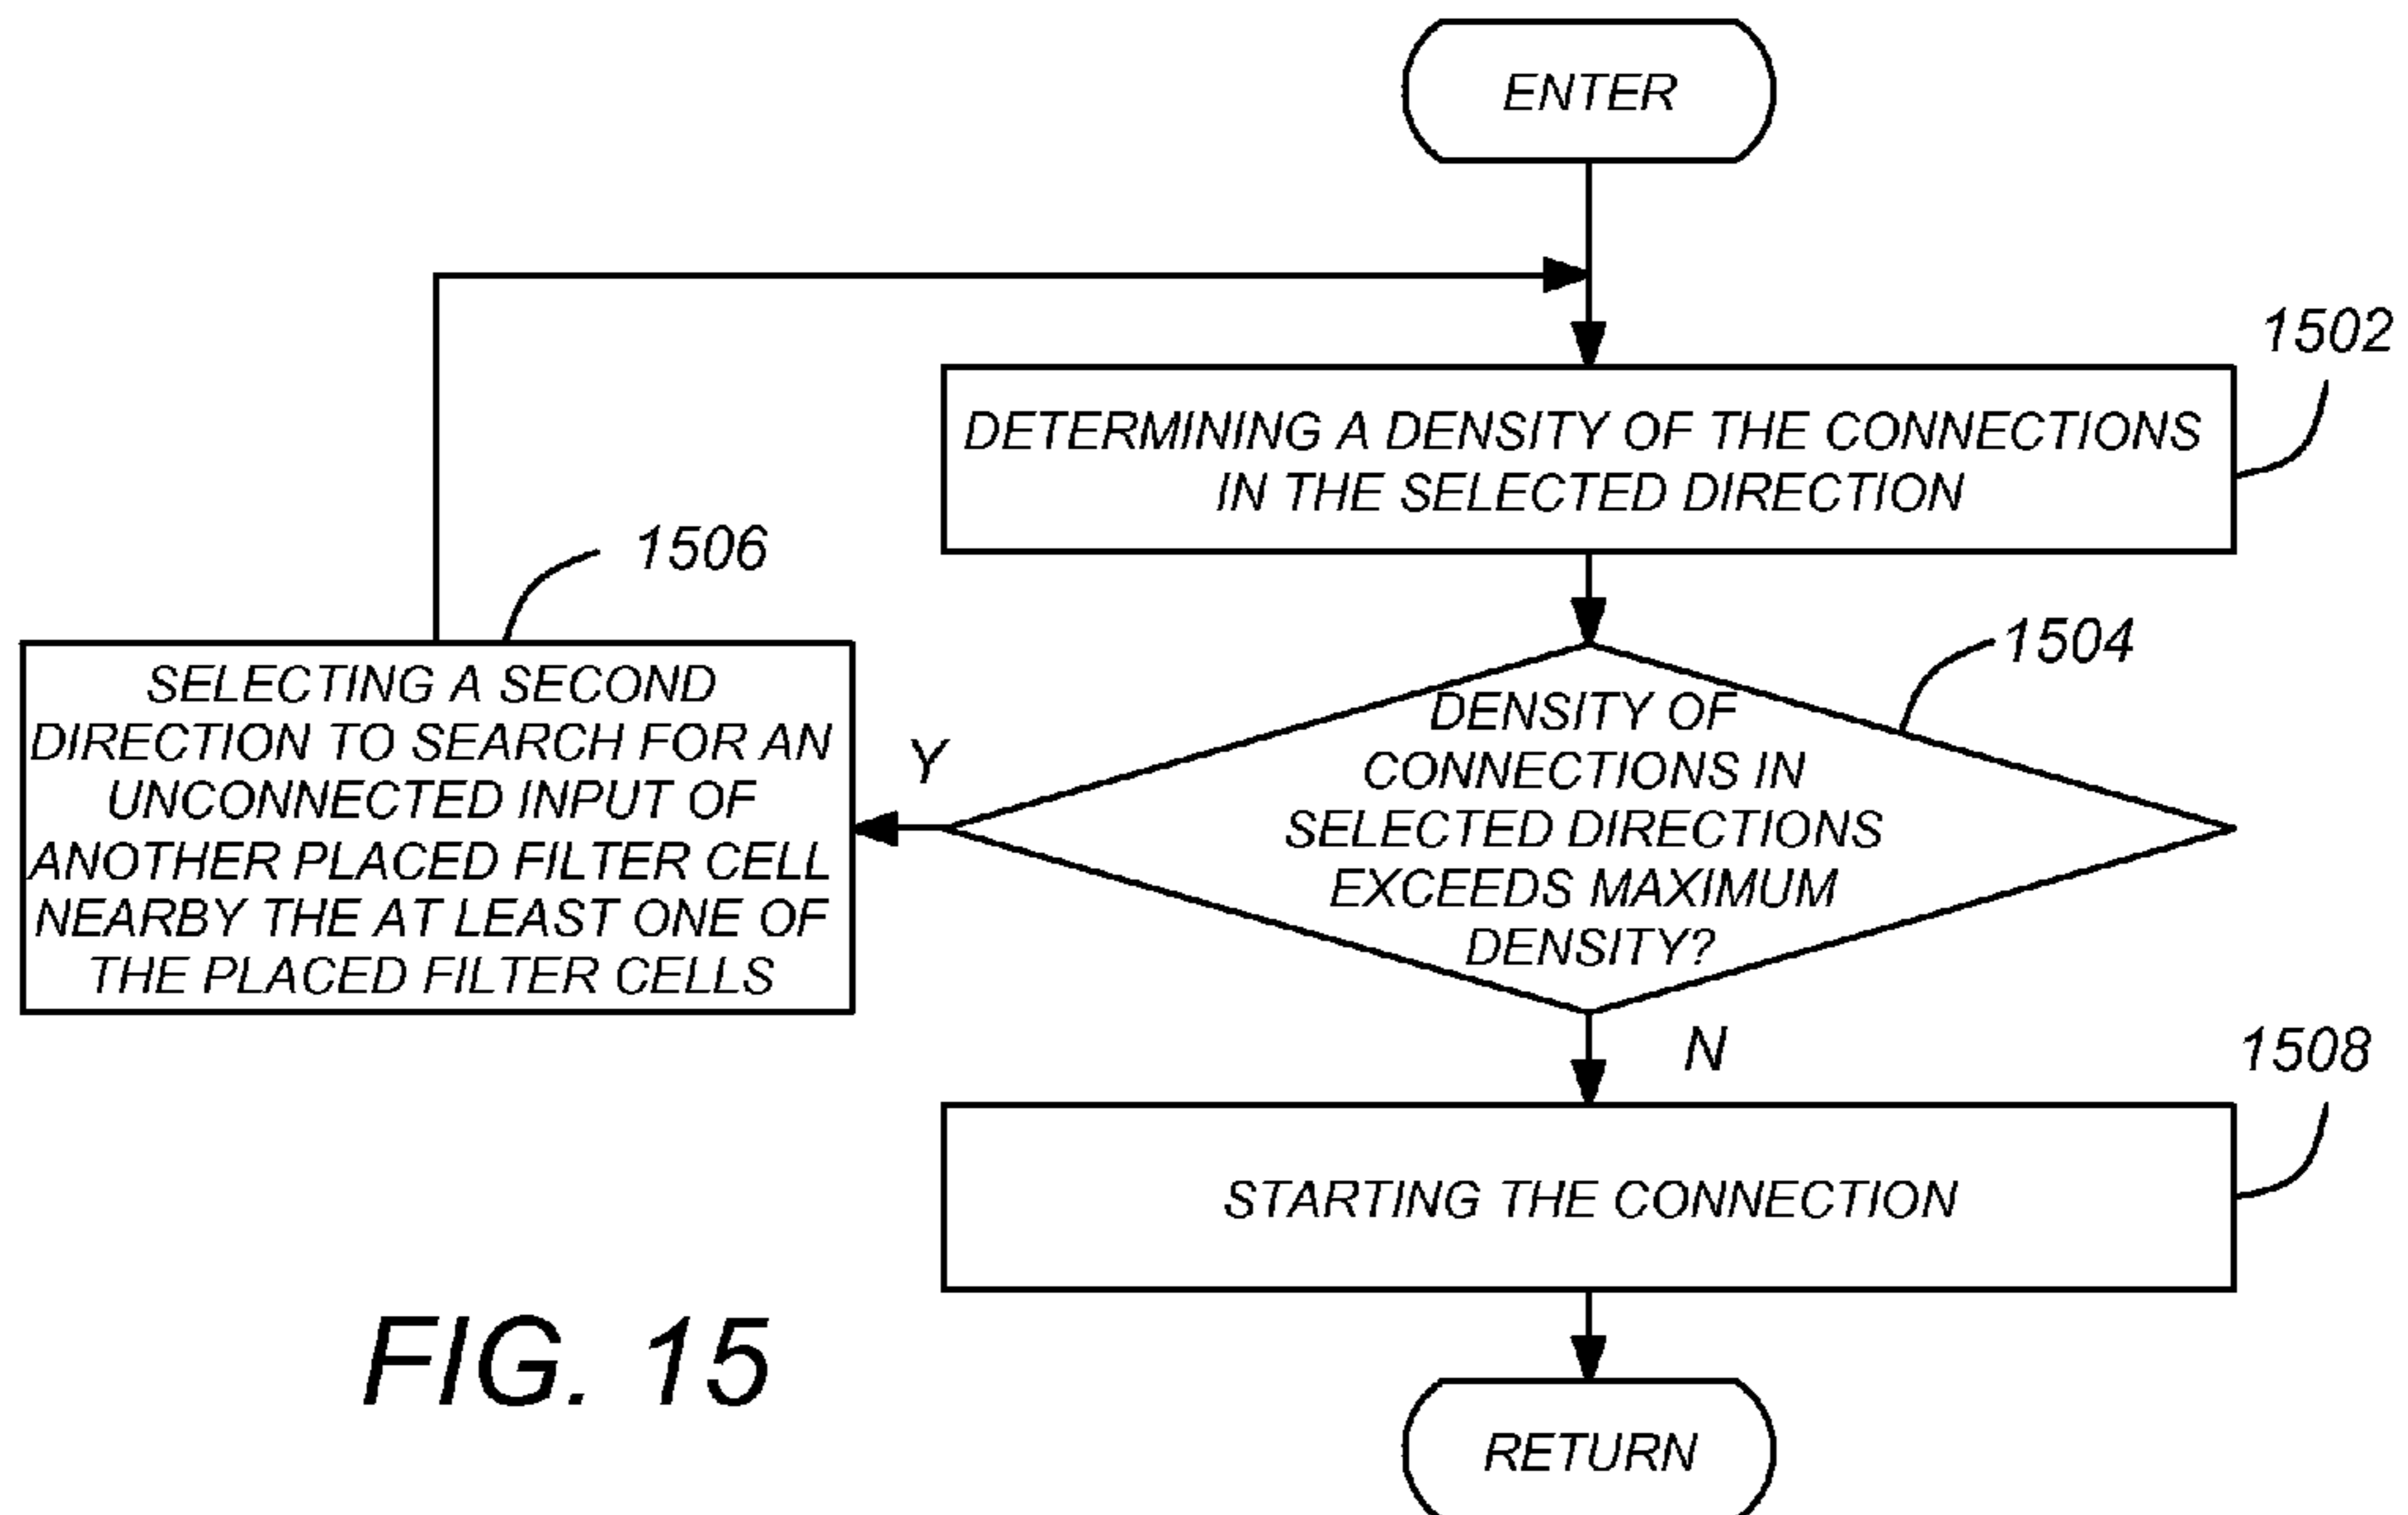 ENTER
1502
DETERMINING A DENSITY OF THE CONNECTIONS
IN THE SELECTED DIRECTION
1506
1504
SELECTING A SECOND
DIRECTION TO SEARCH FOR AN
UNCONNECTED INPUT OF
ANOTHER PLACED FILTER CELL
NEARBY THE AT LEAST ONE OF
THE PLACED FILTER CELLS
Y
DENSITY OF
CONNECTIONS IN
SELECTED DIRECTIONS
EXCEEDS MAXIMUM
DENSITY?
N
1508
STARTING THE CONNECTION
FIG. 15
RETURN